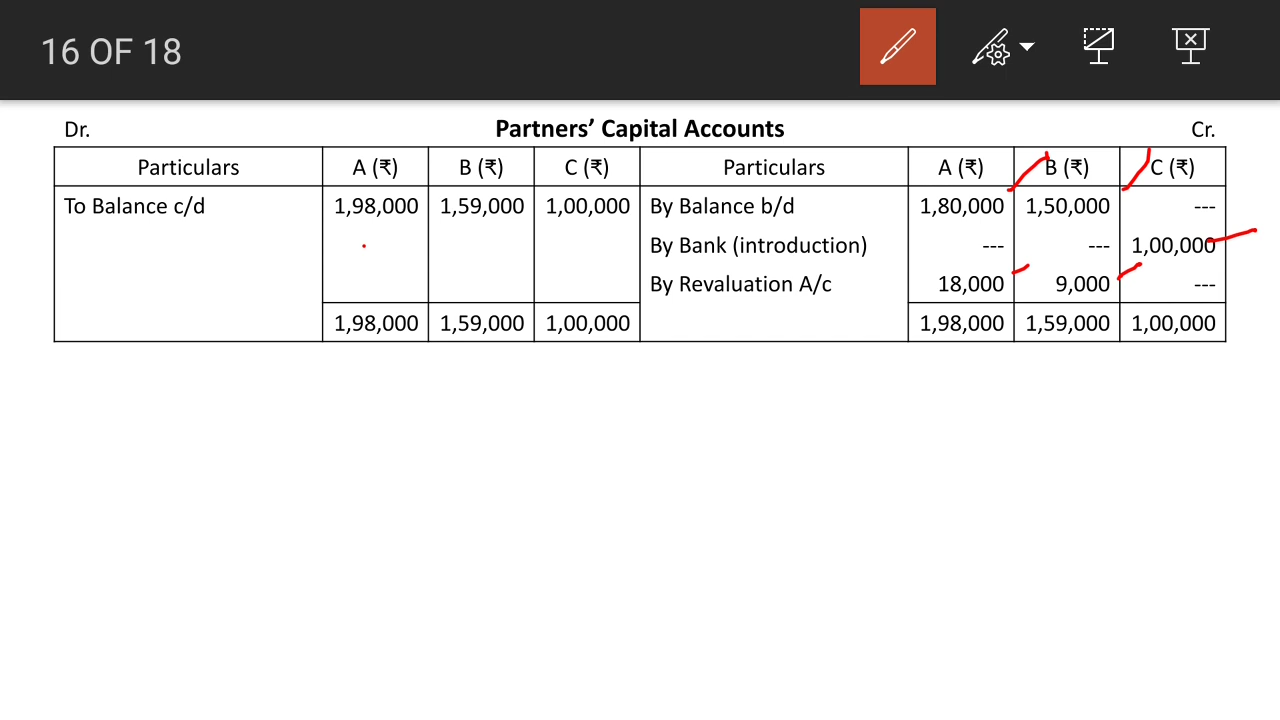 16 OF 18
Dr. Partners’ Capital Accounts Cr.
Particulars A (₹) B (₹) C (₹) Particulars A (₹) B (₹) C (₹)
To Balance c/d 1,98,000 1,59,000 1,00,000 By Balance b/d 1,80,000 1,50,000 ---
By Bank (introduction) --- --- 1,00,000
By Revaluation A/c 18,000 9,000 ---
1,98,000 1,59,000 1,00,000 1,98,000 1,59,000 1,00,000